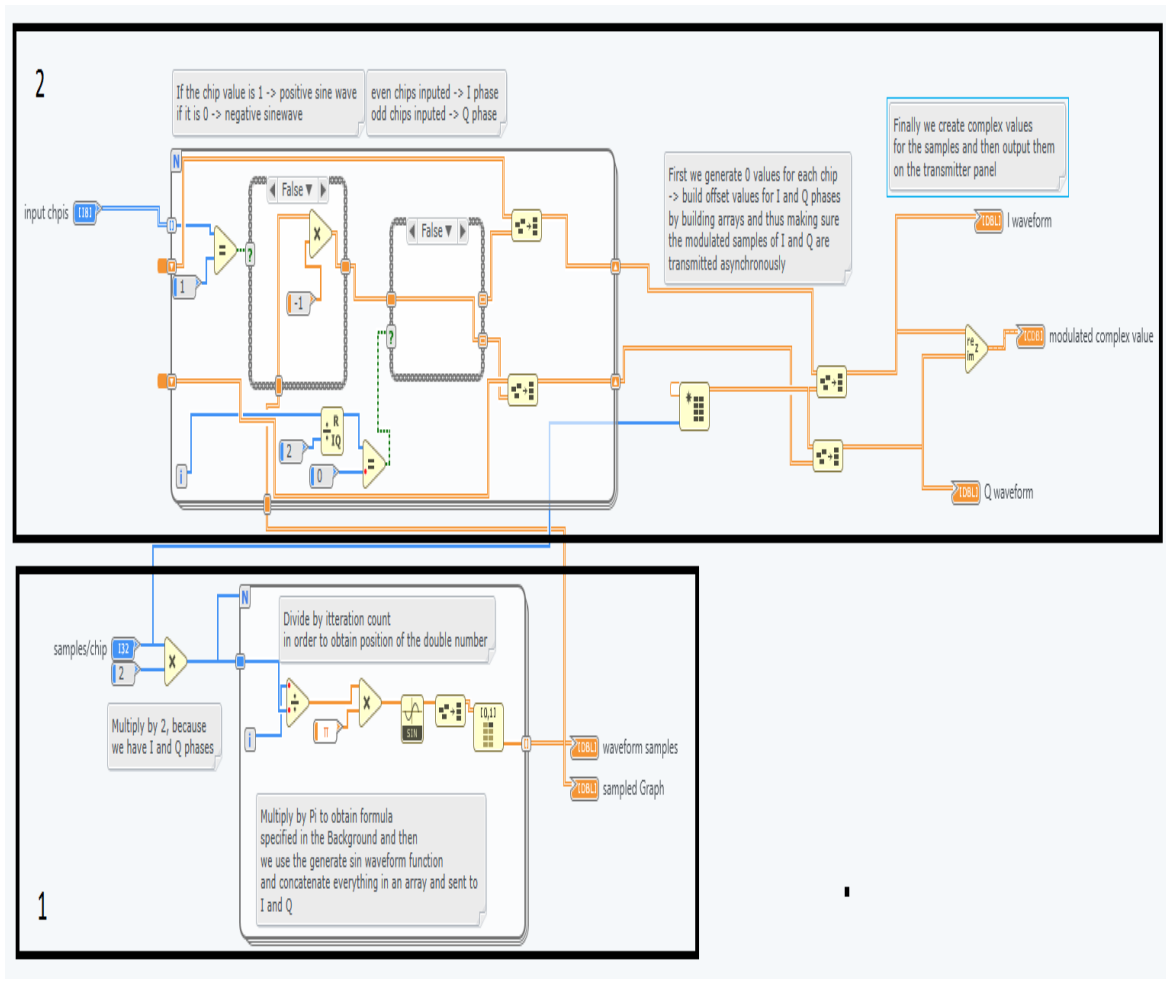 2
If the chip value is 1 -> positive sine wave
if it is 0 -> negative sinewave
even chips inputed -> I phase
odd chips inputed -> Q phase
Finally we create complex values
for the samples and then output them
on the transmitter panel
First we generate 0 values for each chip
-> build offset values for I and Q phases
by building arrays and thus making sure
the modulated samples of I and Q are
transmitted asynchronously
N
False
input chpis
[I8]
=
?
1
×
-1
False
?
R
IQ
2
0
=
i
[DBL]
I waveform
re
im
z
[CDB]
modulated complex value
[DBL]
Q waveform
samples/chip
I32
2
×
N
Divide by itteration count
in order to obtain position of the double number
÷
×
π
SIN
[0,1]
i
[DBL]
waveform samples
[DBL]
sampled Graph
Multiply by 2, because
we have I and Q phases
Multiply by Pi to obtain formula
specified in the Background and then
we use the generate sin waveform function
and concatenate everything in an array and sent to
I and Q
1